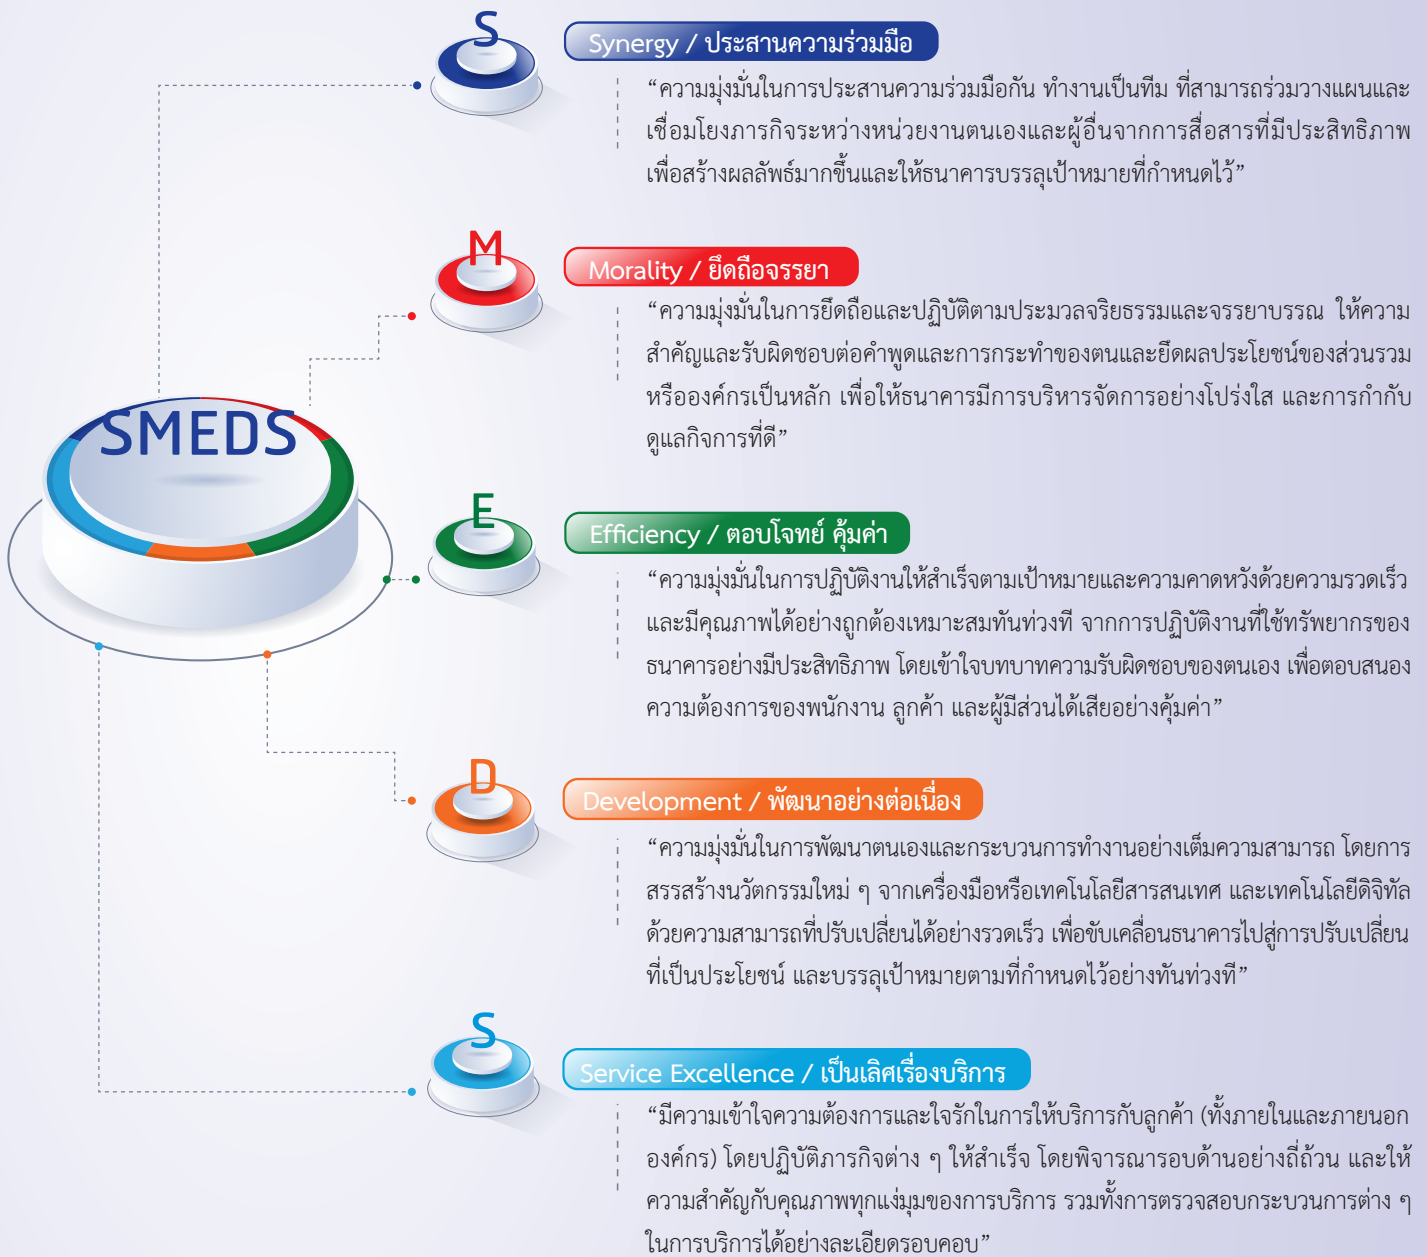 S
Synergy / ประสานความร่วมมือ
“ความมุ่งมั่นในการประสานความร่วมมือกัน ทำงานเป็นทีม ที่สามารถร่วมวางแผนและ
เชื่อมโยงภารกิจระหว่างหน่วยงานตนเองและผู้อื่นจากการสื่อสารที่มีประสิทธิภาพ
เพื่อสร้างผลลัพธ์มากขึ้นและให้ธนาคารบรรลุเป้าหมายที่กำหนดไว้”
M
Morality / ยึดถือจรรยา
“ความมุ่งมั่นในการยึดถือและปฏิบัติตามประมวลจริยธรรมและจรรยาบรรณ ให้ความ
สำคัญและรับผิดชอบต่อคำพูดและการกระทำของตนและยึดผลประโยชน์ของส่วนรวม
หรือองค์กรเป็นหลัก เพื่อให้ธนาคารมีการบริหารจัดการอย่างโปร่งใส และการกำกับ
ดูแลกิจการที่ดี”
SMEDS
E
Efficiency / ตอบโจทย์ คุ้มค่า
“ความมุ่งมั่นในการปฏิบัติงานให้สำเร็จตามเป้าหมายและความคาดหวังด้วยความรวดเร็ว
และมีคุณภาพได้อย่างถูกต้องเหมาะสมทันท่วงที จากการปฏิบัติงานที่ใช้ทรัพยากรของ
ธนาคารอย่างมีประสิทธิภาพ โดยเข้าใจบทบาทความรับผิดชอบของตนเอง เพื่อตอบสนอง
ความต้องการของพนักงาน ลูกค้า และผู้มีส่วนได้เสียอย่างคุ้มค่า”
D
Development / พัฒนาอย่างต่อเนื่อง
“ความมุ่งมั่นในการพัฒนาตนเองและกระบวนการทำงานอย่างเต็มความสามารถ โดยการ
สรรสร้างนวัตกรรมใหม่ ๆ จากเครื่องมือหรือเทคโนโลยีสารสนเทศ และเทคโนโลยีดิจิทัล
ด้วยความสามารถที่ปรับเปลี่ยนได้อย่างรวดเร็ว เพื่อขับเคลื่อนธนาคารไปสู่การปรับเปลี่ยน
ที่เป็นประโยชน์ และบรรลุเป้าหมายตามที่กำหนดไว้อย่างทันท่วงที”
S
Service Excellence / เป็นเลิศเรื่องบริการ
“มีความเข้าใจความต้องการและใจรักในการให้บริการกับลูกค้า (ทั้งภายในและภายนอก
องค์กร) โดยปฏิบัติภารกิจต่าง ๆ ให้สำเร็จ โดยพิจารณารอบด้านอย่างถี่ถ้วน และให้
ความสำคัญกับคุณภาพทุกแง่มุมของการบริการ รวมทั้งการตรวจสอบกระบวนการต่าง ๆ
ในการบริการได้อย่างละเอียดรอบคอบ”